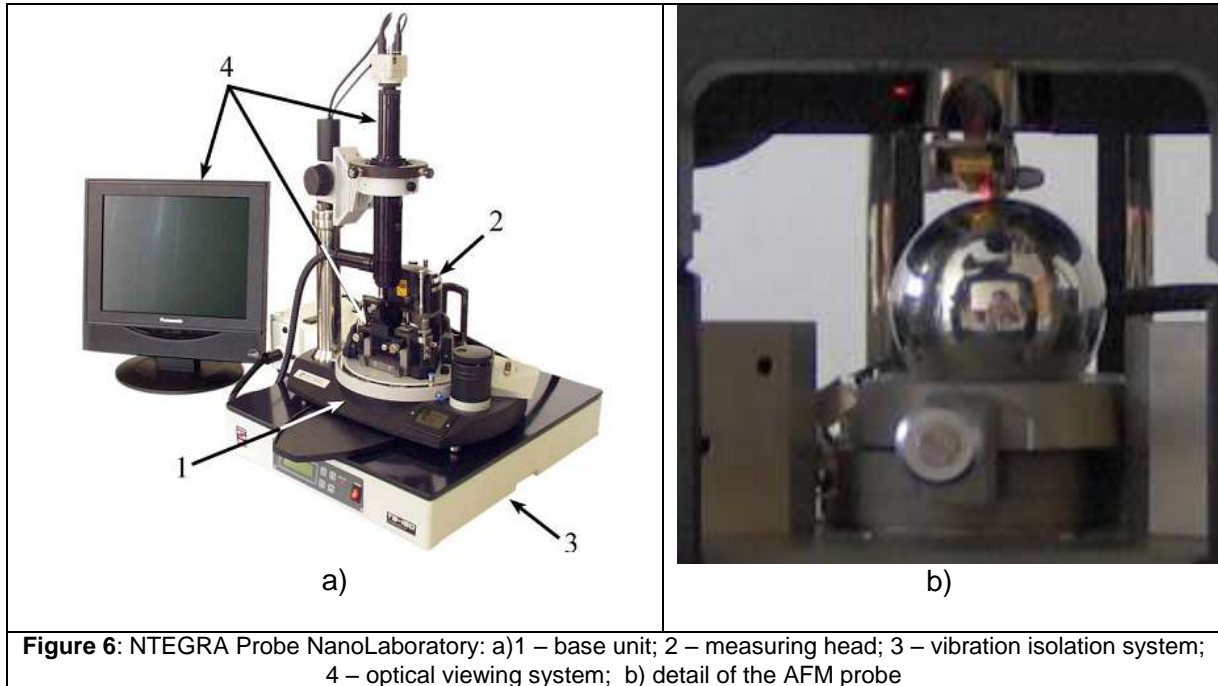 4
2
1
3
Panasonic
a)
b)
Figure 6: NTEGRA Probe NanoLaboratory: a)1 – base unit; 2 – measuring head; 3 – vibration isolation system;
4 – optical viewing system; b) detail of the AFM probe